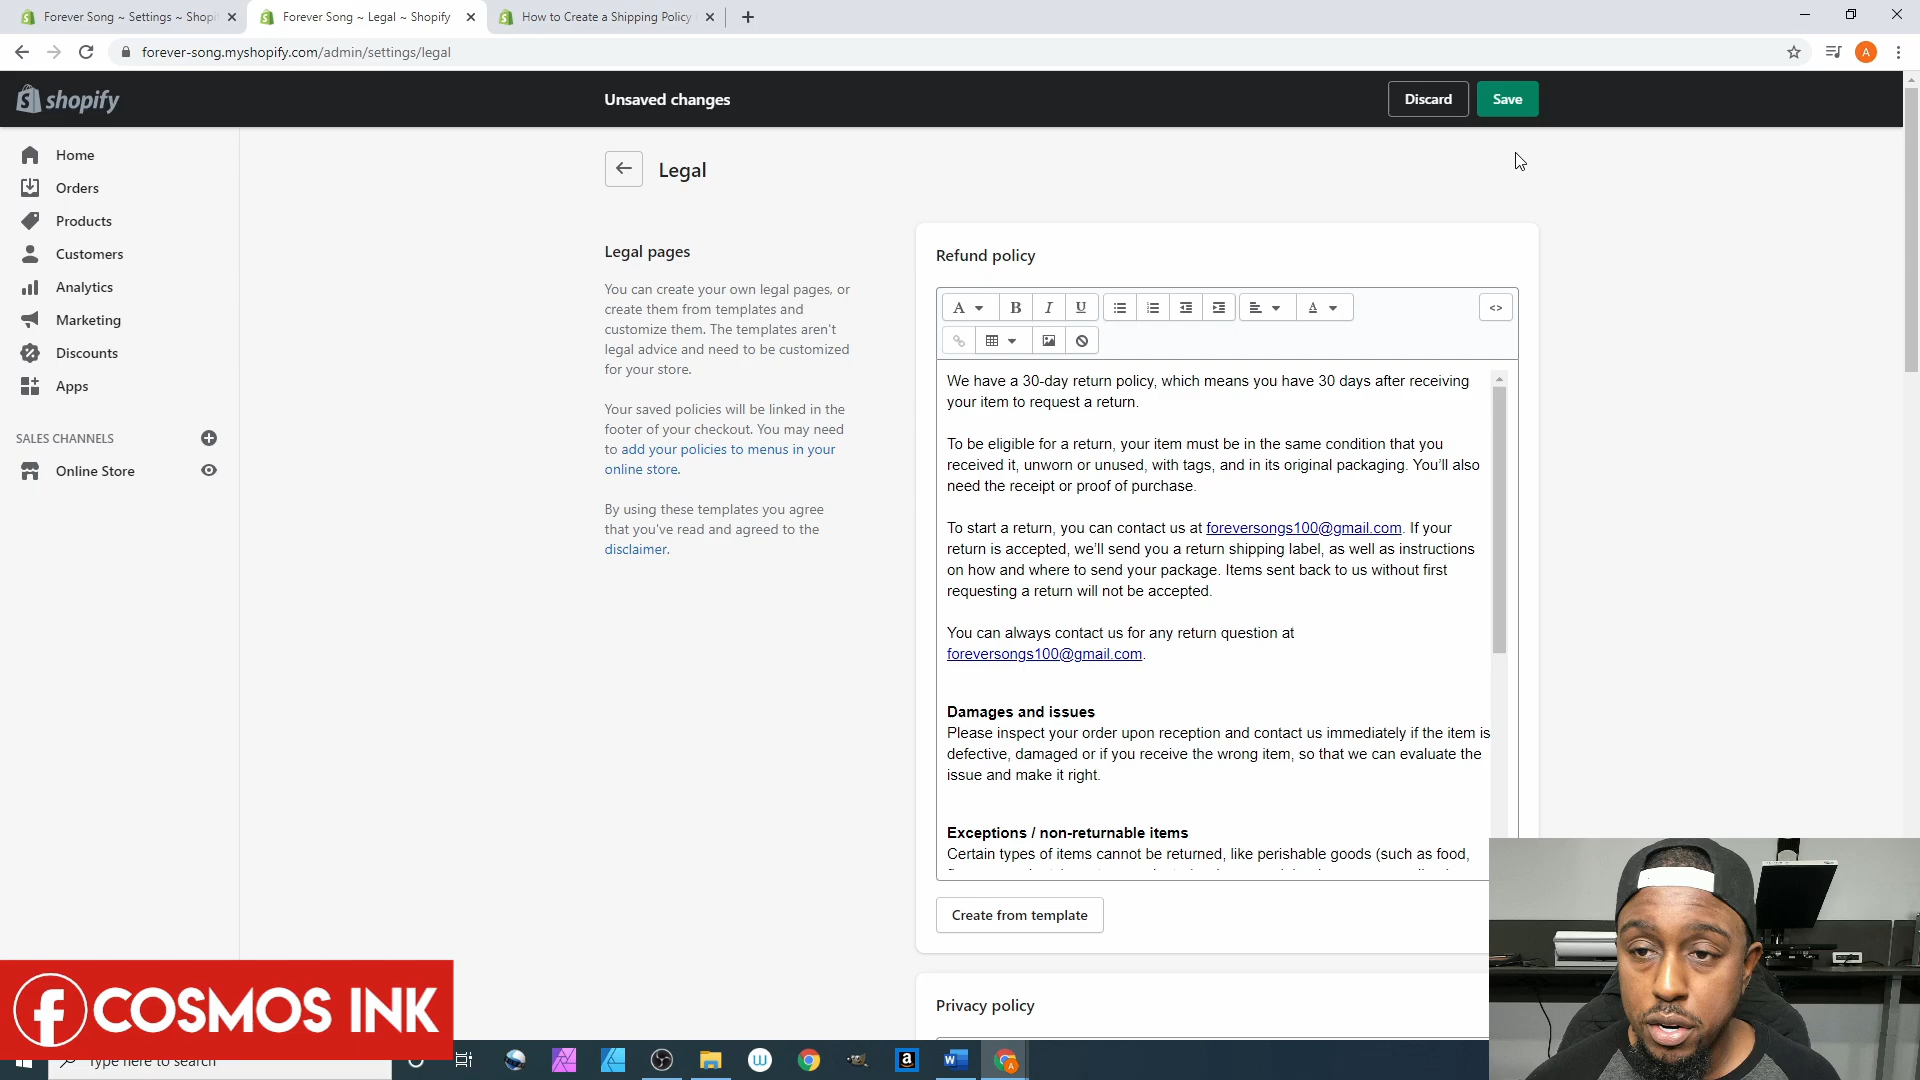 Forever Song ~ Settings ~ Shopi
Forever Song ~ Legal ~ Shopify
How to Create a Shipping Policy
forever-song.myshopify.com/admin/settings/legal
A
shopify
Unsaved changes
Discard
Save
Home
Orders
Products
Customers
Analytics
Marketing
Discounts
Apps
SALES CHANNELS
Online Store
Legal
Legal pages
You can create your own legal pages, or
create them from templates and
customize them. The templates aren't
legal advice and need to be customized
for your store.
Your saved policies will be linked in the
footer of your checkout. You may need
to add your policies to menus in your
online store.
By using these templates you agree
that you've read and agreed to the
disclaimer.
Refund policy
A B I U A <>
We have a 30-day return policy, which means you have 30 days after receiving
your item to request a return.
To be eligible for a return, your item must be in the same condition that you
received it, unworn or unused, with tags, and in its original packaging. You’ll also
need the receipt or proof of purchase.
To start a return, you can contact us at foreversongs100@gmail.com. If your
return is accepted, we’ll send you a return shipping label, as well as instructions
on how and where to send your package. Items sent back to us without first
requesting a return will not be accepted.
You can always contact us for any return question at
foreversongs100@gmail.com.
Damages and issues
Please inspect your order upon reception and contact us immediately if the item is
defective, damaged or if you receive the wrong item, so that we can evaluate the
issue and make it right.
Exceptions / non-returnable items
Certain types of items cannot be returned, like perishable goods (such as food,
Create from template
Privacy policy
f COSMOS INK
Type here to search